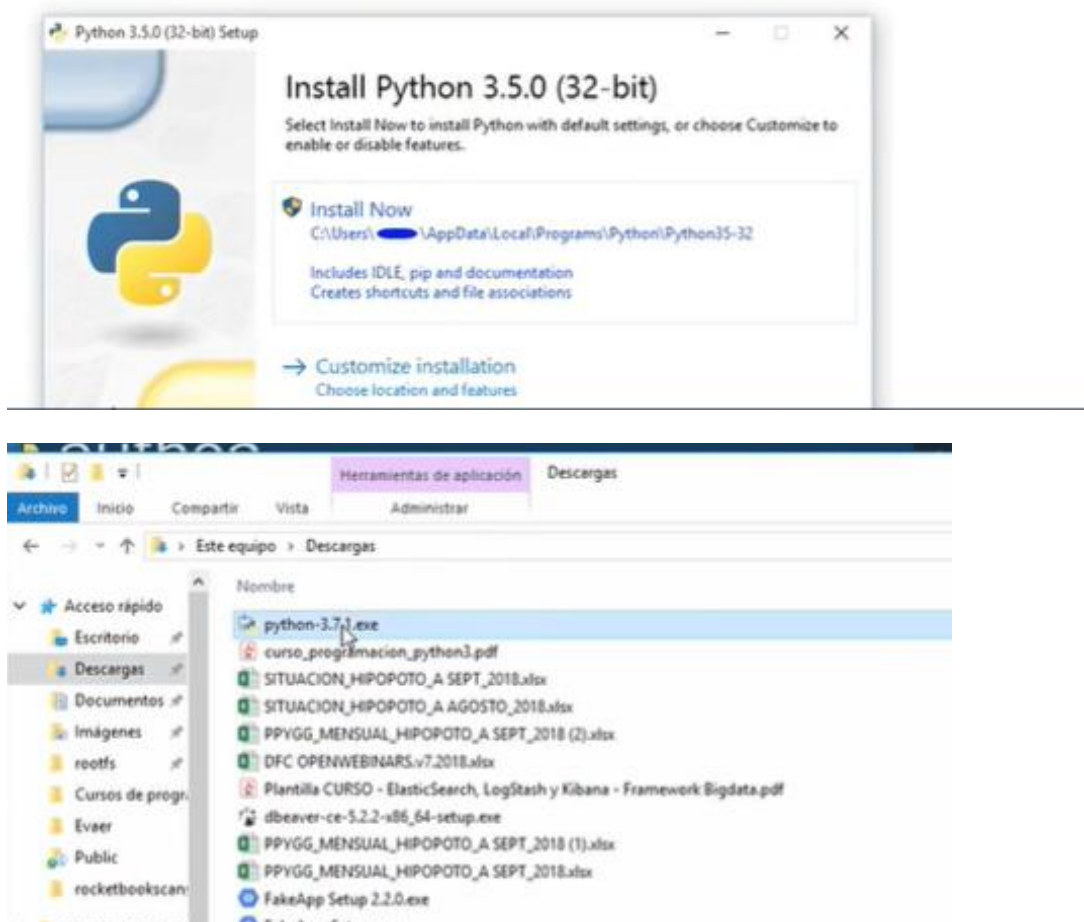 Python 3.5.0 (32-bit) Setup
Install Python 3.5.0 (32-bit)
Select Install Now to install Python with default settings, or choose Customize to
enable or disable features.
Install Now
C:\Users\ \AppData\Local\Programs\Python\Python35-32
Includes IDLE, pip and documentation
Creates shortcuts and file associations
Customize installation
Choose location and features
Herramientas de aplicación Descargas
Archivo Inicio Compartir Vista Administrar
Este equipo > Descargas
Nombre
Acceso rápido
Escritorio
Descargas
Documentos
Imágenes
rootfs
Cursos de progr
Evaer
Public
rocketbookscan
python-3.7.1.exe
curso_programacion_python3.pdf
SITUACION_HIPOPOTO_A SEPT_2018.xlsx
SITUACION_HIPOPOTO_A AGOSTO_2018.xlsx
PPYGG_MENSUAL_HIPOPOTO_A SEPT_2018 (2).xlsx
DFC OPENWEBINARS.v7.2018.xlsx
Plantilla CURSO - ElasticSearch, LogStash y Kibana - Framework Bigdata.pdf
dbeaver-ce-5.2.2-x86_64-setup.exe
PPYGG_MENSUAL_HIPOPOTO_A SEPT_2018 (1).xlsx
PPYGG_MENSUAL_HIPOPOTO_A SEPT_2018.xlsx
FakeApp Setup 2.2.0.exe